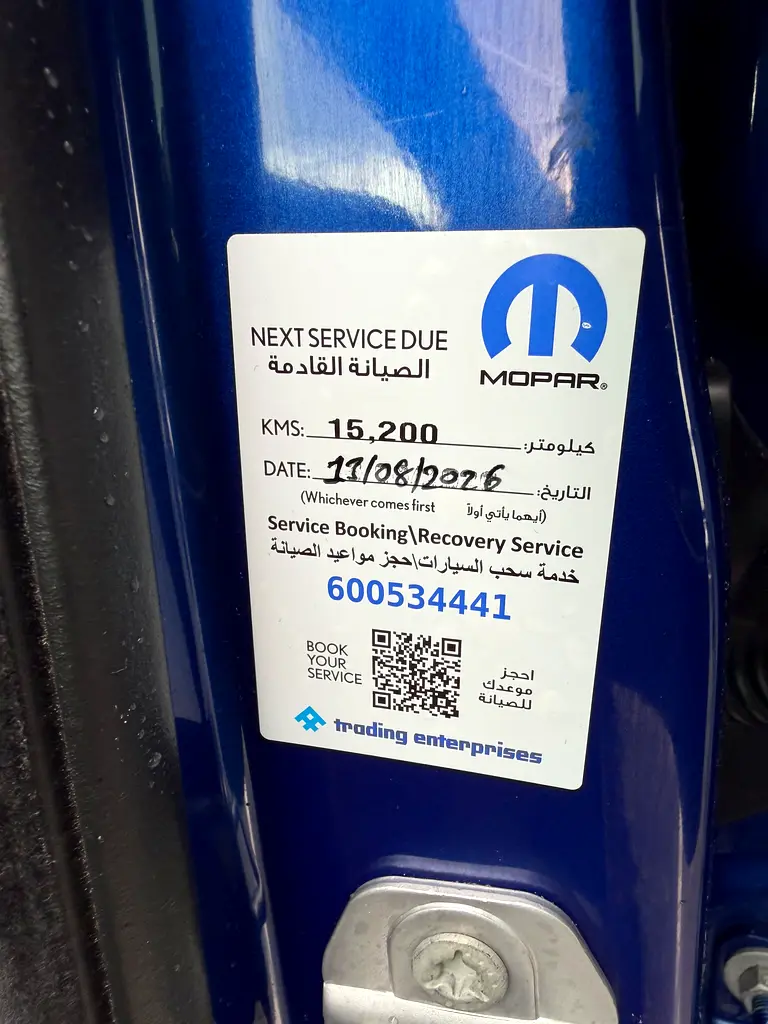 MOPAR®
NEXT SERVICE DUE
الصيانة القادمة
KMS: 15,200 كيلومتر:
DATE: 13/08/2026 التاريخ:
(Whichever comes first أيهما يأتي أولاً)
Service Booking\Recovery Service
خدمة سحب السيارات\حجز مواعيد الصيانة
600534441
BOOK
YOUR
SERVICE
احجز
موعدك
للصيانة
trading enterprises